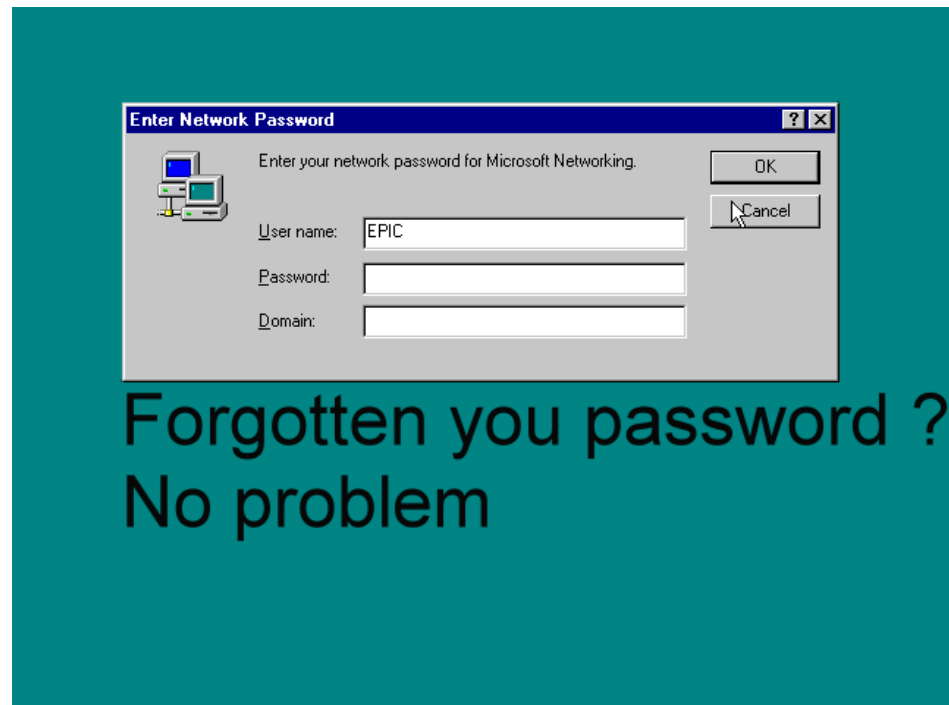 Enter Network Password
Enter your network password for Microsoft Networking.
OK
Cancel
User name: EPIC
Password:
Domain:
Forgotten you password ?
No problem